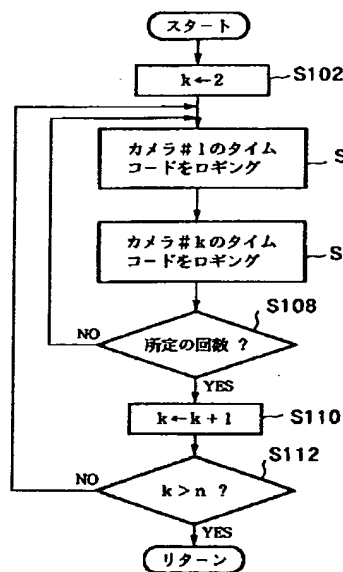 スタート
k←2
S102
カメラ#1のタイム
コードをロギング
S
カメラ#kのタイム
コードをロギング
S
S108
所定の回数 ?
NO
YES
k←k+1
S110
S112
k>n ?
NO
YES
リターン